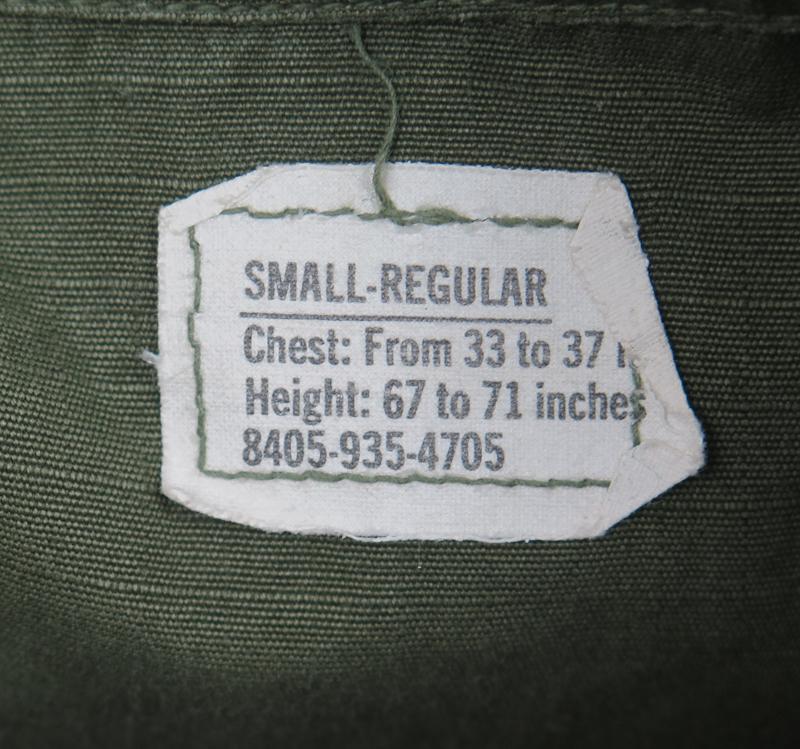 SMALL-REGULAR
Chest: From 33 to 37
Height: 67 to 71 inches
8405-935-4705